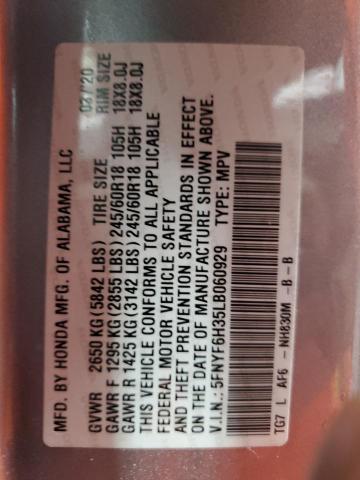 MFD. BY HONDA MFG. OF ALABAMA, LLC 03/'20
GVWR 2650 KG(5842 LBS) TIRE SIZE RIM SIZE
GAWR F 1295 KG(2855 LBS)245/60R18 105H 18X8.0J
GAWR R 1425 KG(3142 LBS)245/60R18 105H 18X8.0J
THIS VEHICLE CONFORMS TO ALL APPLICABLE
FEDERAL MOTOR VEHICLE SAFETY
AND THEFT PREVENTION STANDARDS IN EFFECT
ON THE DATE OF MANUFACTURE SHOWN ABOVE.
V.I.N.:5FNYF6H35LB060929 TYPE: MPV
TG7 L AF6 -NH830M -B -B